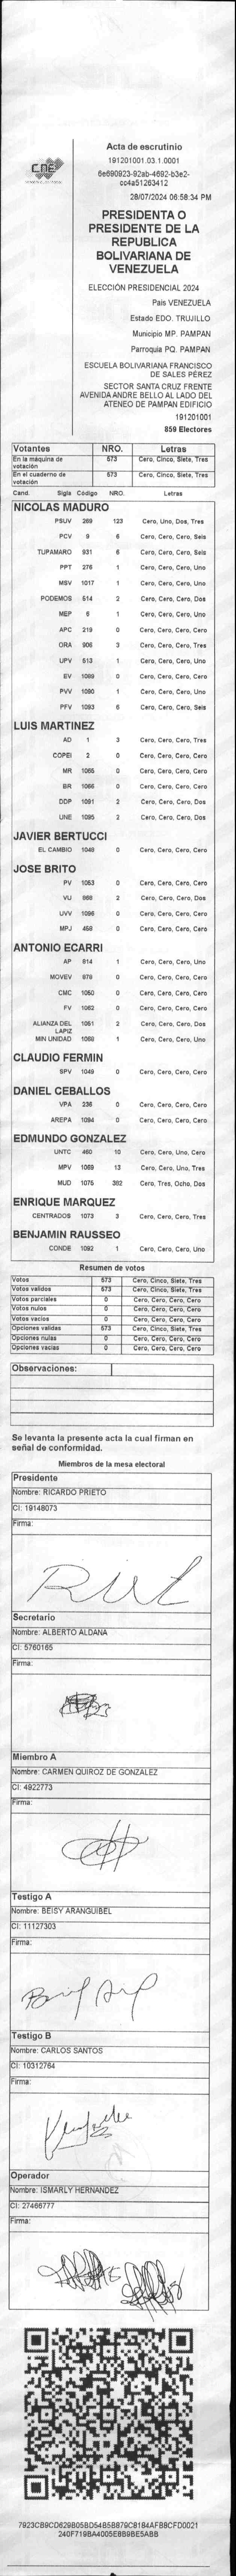 CNE
Acta de escrutinio
191201001.03.1.0001
6e690923-92ab-4692-b3e2-
cc4a51263412
28/07/2024 06:58:34 PM
PRESIDENTA O
PRESIDENTE DE LA
REPUBLICA
BOLIVARIANA DE
VENEZUELA
ELECCIÓN PRESIDENCIAL 2024
Pais VENEZUELA
Estado EDO. TRUJILLO
Municipio MP. PAMPAN
Parroquia PQ. PAMPAN
ESCUELA BOLIVARIANA FRANCISCO
DE SALES PÉREZ
SECTOR SANTA CRUZ FRENTE
AVENIDA ANDRE BELLO AL LADO DEL
ATENEO DE PAMPAN EDIFICIO
191201001
859 Electores
Votantes NRO. Letras
En la máquina de votación 573 Cero, Cinco, Siete, Tres
En el cuaderno de votación 573 Cero, Cinco, Siete, Tres
Cand. Sigla Código NRO. Letras
NICOLAS MADURO
PSUV 269 123 Cero, Uno, Dos, Tres
PCV 9 6 Cero, Cero, Cero, Seis
TUPAMARO 931 6 Cero, Cero, Cero, Seis
PPT 276 1 Cero, Cero, Cero, Uno
MSV 1017 1 Cero, Cero, Cero, Uno
PODEMOS 514 2 Cero, Cero, Cero, Dos
MEP 6 1 Cero, Cero, Cero, Uno
APC 219 0 Cero, Cero, Cero, Cero
ORA 906 3 Cero, Cero, Cero, Tres
UPV 513 1 Cero, Cero, Cero, Uno
EV 1089 0 Cero, Cero, Cero, Cero
PVV 1090 1 Cero, Cero, Cero, Uno
PFV 1093 6 Cero, Cero, Cero, Seis
LUIS MARTINEZ
AD 1 3 Cero, Cero, Cero, Tres
COPEI 2 0 Cero, Cero, Cero, Cero
MR 1065 0 Cero, Cero, Cero, Cero
BR 1066 0 Cero, Cero, Cero, Cero
DDP 1091 2 Cero, Cero, Cero, Dos
UNE 1095 2 Cero, Cero, Cero, Dos
JAVIER BERTUCCI
EL CAMBIO 1048 0 Cero, Cero, Cero, Cero
JOSE BRITO
PV 1053 0 Cero, Cero, Cero, Cero
VU 868 2 Cero, Cero, Cero, Dos
UVV 1096 0 Cero, Cero, Cero, Cero
MPJ 458 0 Cero, Cero, Cero, Cero
ANTONIO ECARRI
AP 814 1 Cero, Cero, Cero, Uno
MOVEV 979 0 Cero, Cero, Cero, Cero
CMC 1050 0 Cero, Cero, Cero, Cero
FV 1062 0 Cero, Cero, Cero, Cero
ALIANZA DEL LAPIZ 1051 2 Cero, Cero, Cero, Dos
MIN UNIDAD 1068 1 Cero, Cero, Cero, Uno
CLAUDIO FERMIN
SPV 1049 0 Cero, Cero, Cero, Cero
DANIEL CEBALLOS
VPA 236 0 Cero, Cero, Cero, Cero
AREPA 1094 0 Cero, Cero, Cero, Cero
EDMUNDO GONZALEZ
UNTC 460 10 Cero, Cero, Uno, Cero
MPV 1069 13 Cero, Cero, Uno, Tres
MUD 1075 382 Cero, Tres, Ocho, Dos
ENRIQUE MARQUEZ
CENTRADOS 1073 3 Cero, Cero, Cero, Tres
BENJAMIN RAUSSEO
CONDE 1092 1 Cero, Cero, Cero, Uno
Resumen de votos
Votos 573 Cero, Cinco, Siete, Tres
Votos validos 573 Cero, Cinco, Siete, Tres
Votos parciales 0 Cero, Cero, Cero, Cero
Votos nulos 0 Cero, Cero, Cero, Cero
Votos vacios 0 Cero, Cero, Cero, Cero
Opciones validas 573 Cero, Cinco, Siete, Tres
Opciones nulas 0 Cero, Cero, Cero, Cero
Opciones vacias 0 Cero, Cero, Cero, Cero
Observaciones:
Se levanta la presente acta la cual firman en
señal de conformidad.
Miembros de la mesa electoral
Presidente
Nombre: RICARDO PRIETO
CI: 19148073
Firma:
Secretario
Nombre: ALBERTO ALDANA
CI: 5760165
Firma:
Miembro A
Nombre: CARMEN QUIROZ DE GONZALEZ
CI: 4922773
Firma:
Testigo A
Nombre: BEISY ARANGUIBEL
CI: 11127303
Firma:
Testigo B
Nombre: CARLOS SANTOS
CI: 10312764
Firma:
Operador
Nombre: ISMARLY HERNANDEZ
CI: 27466777
Firma:
7923CB9CD629B05BD54B5B879C8184AFB8CFD0021
240F719BA4005E8B9BE5ABB